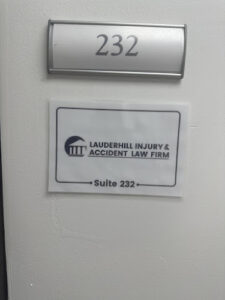 232
LAUDERHILL INJURY &
ACCIDENT LAW FIRM
Suite 232